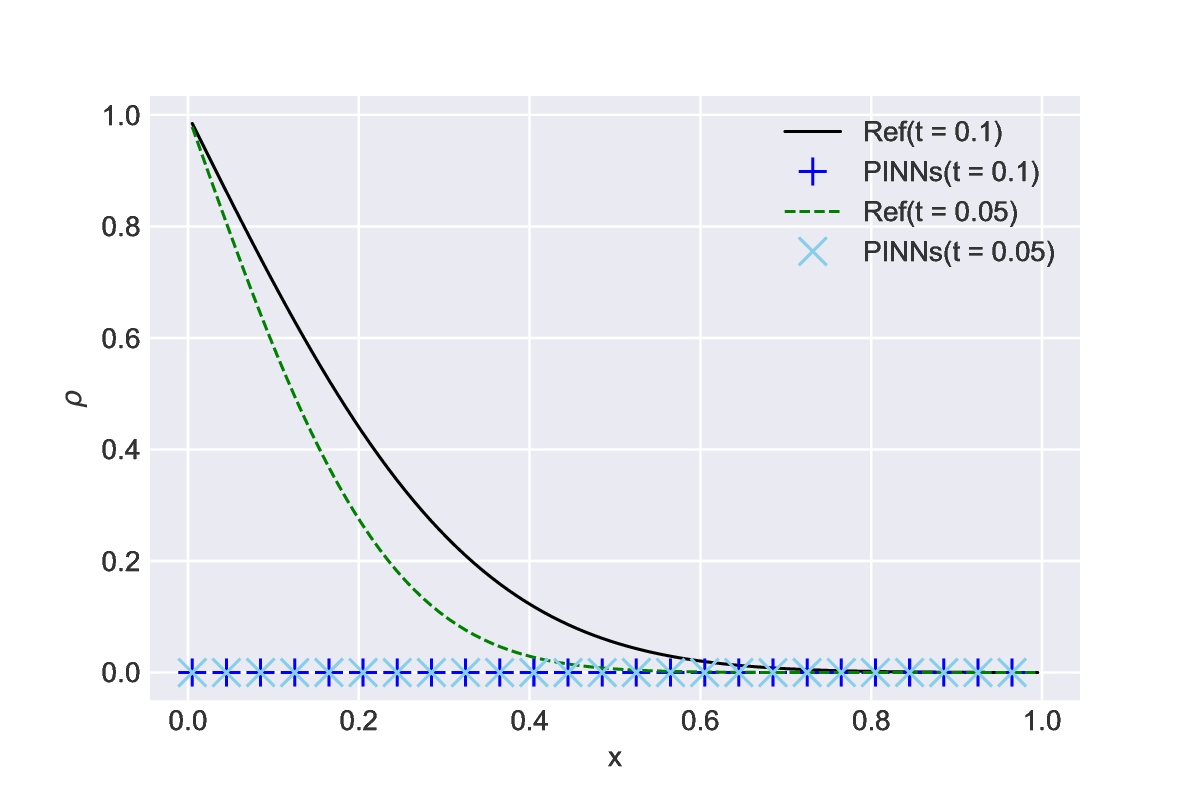 Ref(t = 0.1)
PINNs(t = 0.1)
Ref(t = 0.05)
PINNs(t = 0.05)
1.0
0.8
0.6
0.4
0.2
0.0
ρ
0.0 0.2 0.4 0.6 0.8 1.0
x